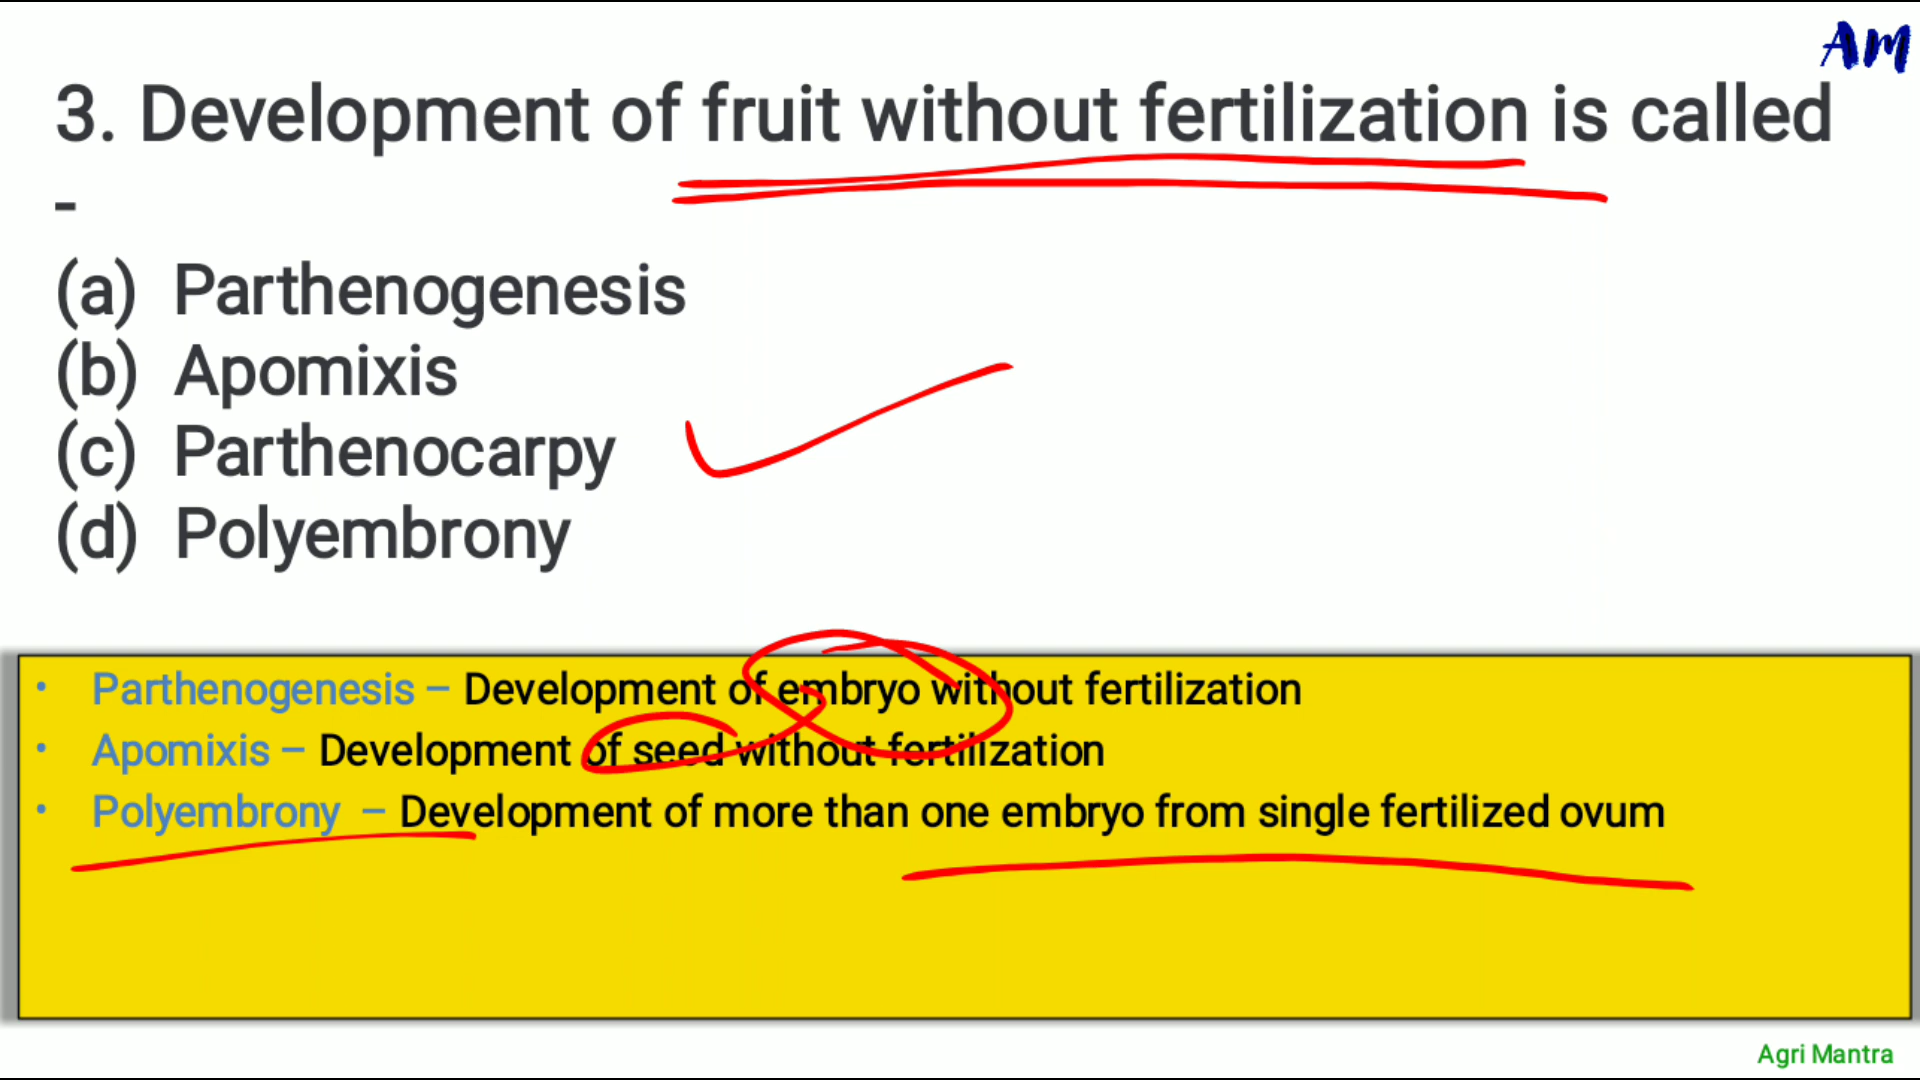 AM
3. Development of fruit without fertilization is called
-
(a) Parthenogenesis
(b) Apomixis
(c) Parthenocarpy
(d) Polyembrony
• Parthenogenesis – Development of embryo without fertilization
• Apomixis – Development of seed without fertilization
• Polyembrony – Development of more than one embryo from single fertilized ovum
Agri Mantra